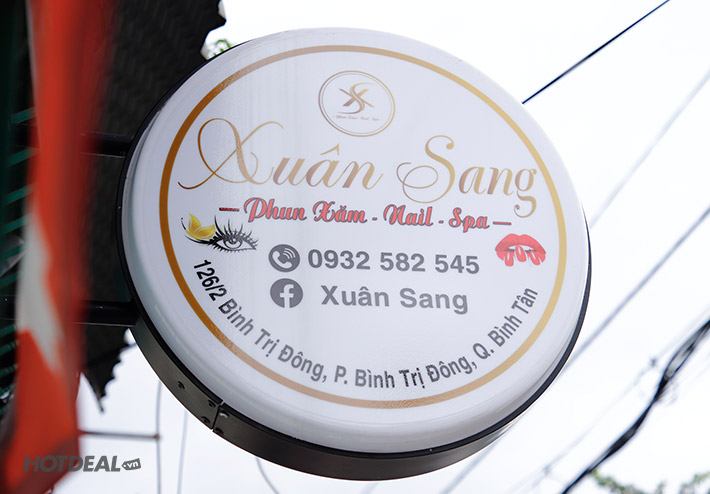 Xuân Sang
Phun Xăm - Nail - Spa
0932 582 545
Xuân Sang
126/2 Bình Trị Đông, P. Bình Trị Đông, Q. Bình Tân
HOTDEAL.vn